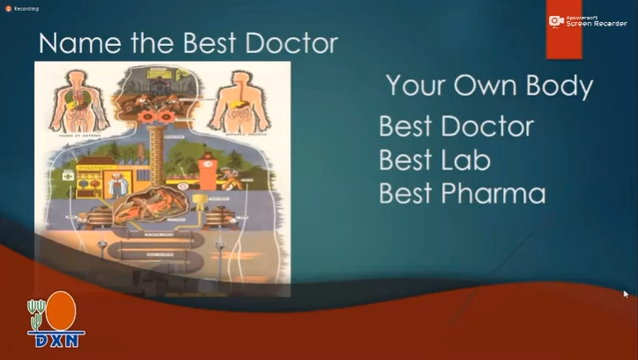 Recording
Apowersoft
Screen Recorder
Name the Best Doctor
Your Own Body
Best Doctor
Best Lab
Best Pharma
DXN